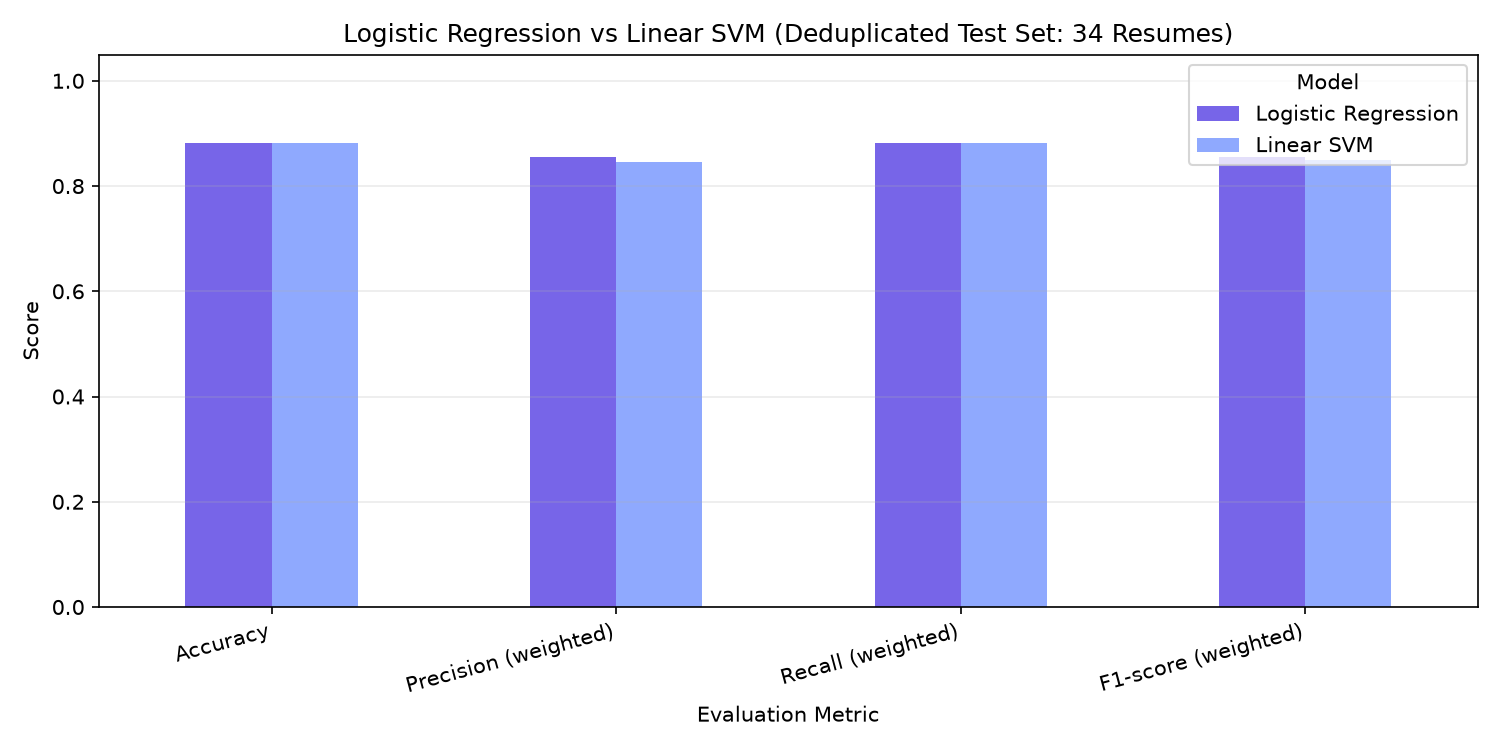 Logistic Regression vs Linear SVM (Deduplicated Test Set: 34 Resumes)
Model
Logistic Regression
Linear SVM
1.0
0.8
0.6
0.4
0.2
0.0
Score
Accuracy
Precision (weighted)
Recall (weighted)
F1-score (weighted)
Evaluation Metric